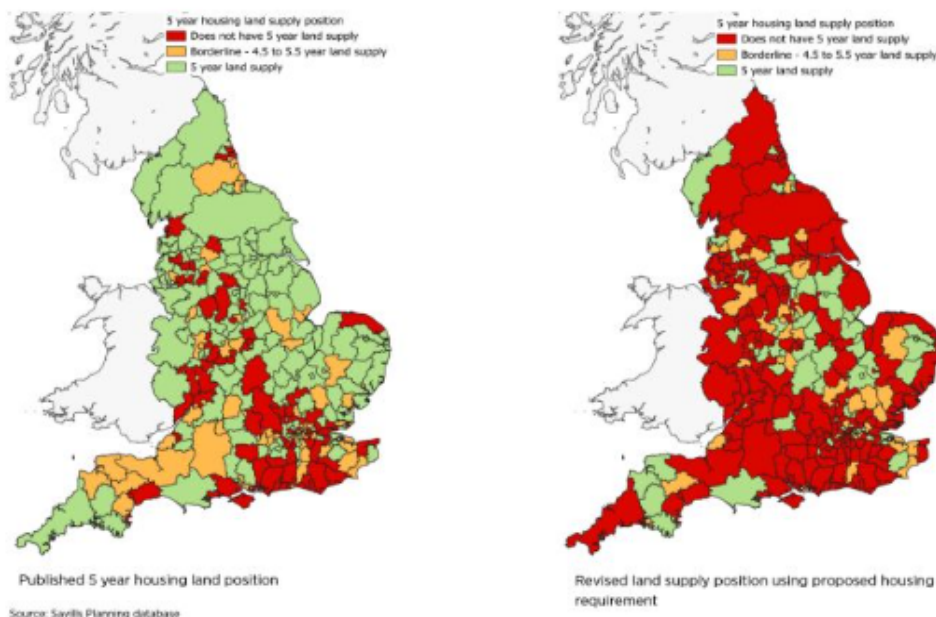 5 year housing land supply position
Does not have 5 year land supply
Borderline - 4.5 to 5.5 year land supply
5 year land supply
Published 5 year housing land position
Source: Savills Planning database
5 year housing land supply position
Does not have 5 year land supply
Borderline - 4.5 to 5.5 year land supply
5 year land supply
Revised land supply position using proposed housing
requirement